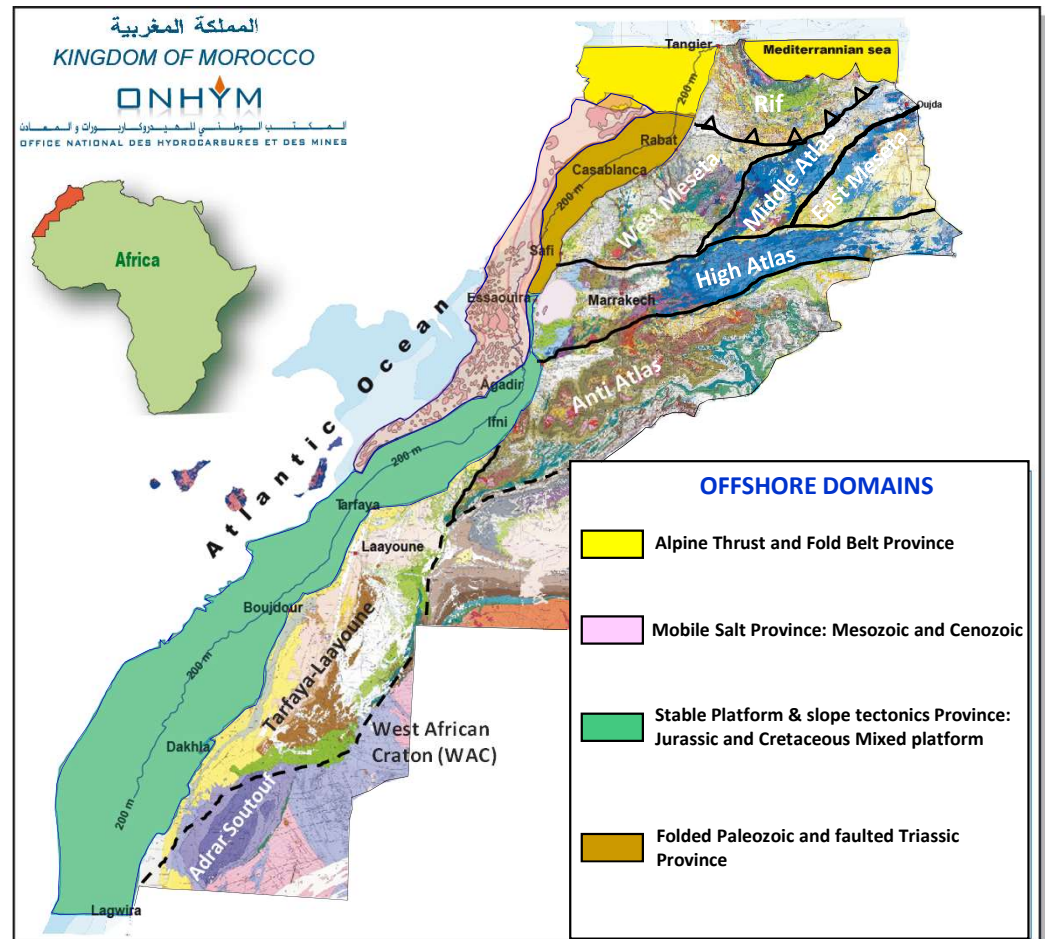 المملكة المغربية
KINGDOM OF MOROCCO
ONHYM
المكتب الوطني للهيدروكاربورات و المعادن
OFFICE NATIONAL DES HYDROCARBURES ET DES MINES
Africa
Tangier
Mediterrannian sea
200 m
Rif
Oujda
Rabat
Casablanca
200 m
West Meseta
Middle Atlas
East Meseta
Safi
High Atlas
Essaouira
Marrakech
Atlantic Ocean
Agadir
Anti Atlas
Ifni
200 m
Tarfaya
Laayoune
Boujdour
200 m
Tarfaya-Laayoune
Dakhla
West African
Craton (WAC)
200 m
Adrar Soutouf
Lagwira
OFFSHORE DOMAINS
Alpine Thrust and Fold Belt Province
Mobile Salt Province: Mesozoic and Cenozoic
Stable Platform & slope tectonics Province:
Jurassic and Cretaceous Mixed platform
Folded Paleozoic and faulted Triassic
Province